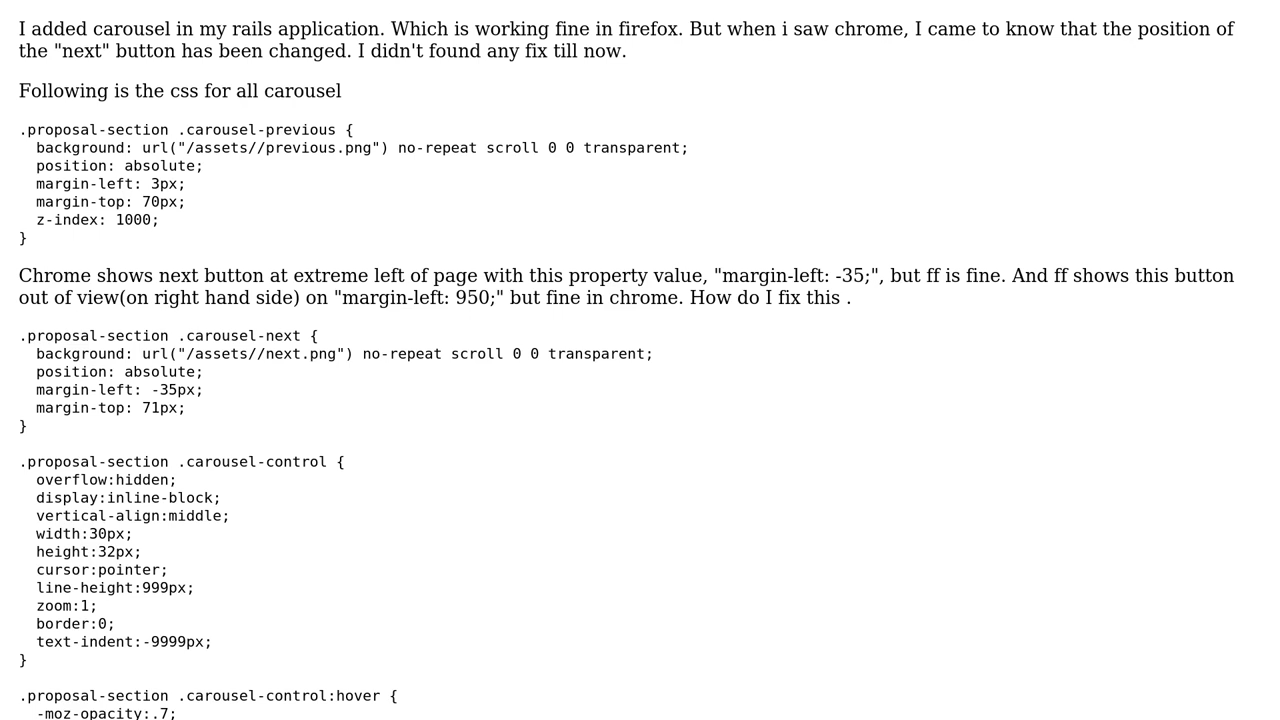 I added carousel in my rails application. Which is working fine in firefox. But when i saw chrome, I came to know that the position of
the "next" button has been changed. I didn't found any fix till now.
Following is the css for all carousel
.proposal-section .carousel-previous {
  background: url("/assets//previous.png") no-repeat scroll 0 0 transparent;
  position: absolute;
  margin-left: 3px;
  margin-top: 70px;
  z-index: 1000;
}
Chrome shows next button at extreme left of page with this property value, "margin-left: -35;", but ff is fine. And ff shows this button
out of view(on right hand side) on "margin-left: 950;" but fine in chrome. How do I fix this .
.proposal-section .carousel-next {
  background: url("/assets//next.png") no-repeat scroll 0 0 transparent;
  position: absolute;
  margin-left: -35px;
  margin-top: 71px;
}
.proposal-section .carousel-control {
  overflow:hidden;
  display:inline-block;
  vertical-align:middle;
  width:30px;
  height:32px;
  cursor:pointer;
  line-height:999px;
  zoom:1;
  border:0;
  text-indent:-9999px;
}
.proposal-section .carousel-control:hover {
  -moz-opacity:.7;